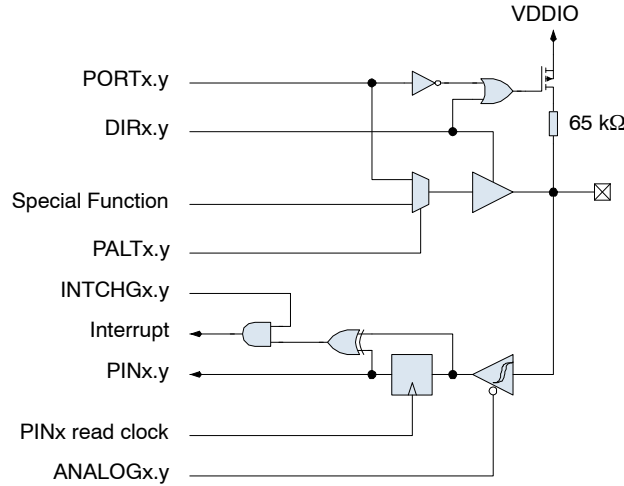 VDDIO
PORTx.y
DIRx.y
65 kΩ
Special Function
PALTx.y
INTCHGx.y
Interrupt
PINx.y
PINx read clock
ANALOGx.y